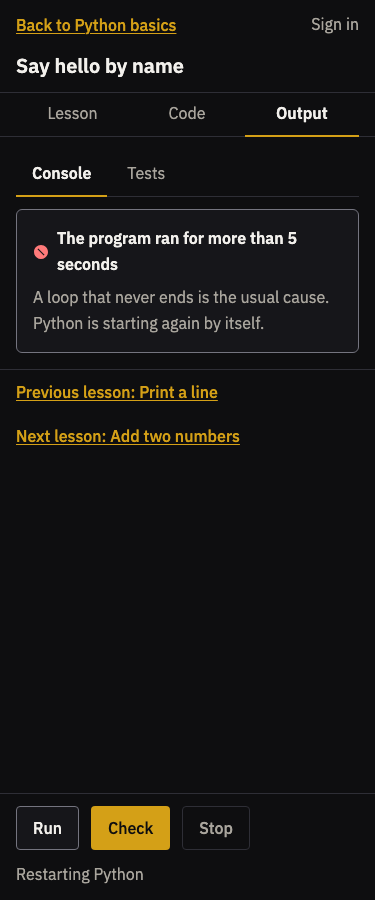 Back to Python basics
Sign in
Say hello by name
Lesson
Code
Output
Console
Tests
The program ran for more than 5
seconds
A loop that never ends is the usual cause.
Python is starting again by itself.
Previous lesson: Print a line
Next lesson: Add two numbers
Run
Check
Stop
Restarting Python